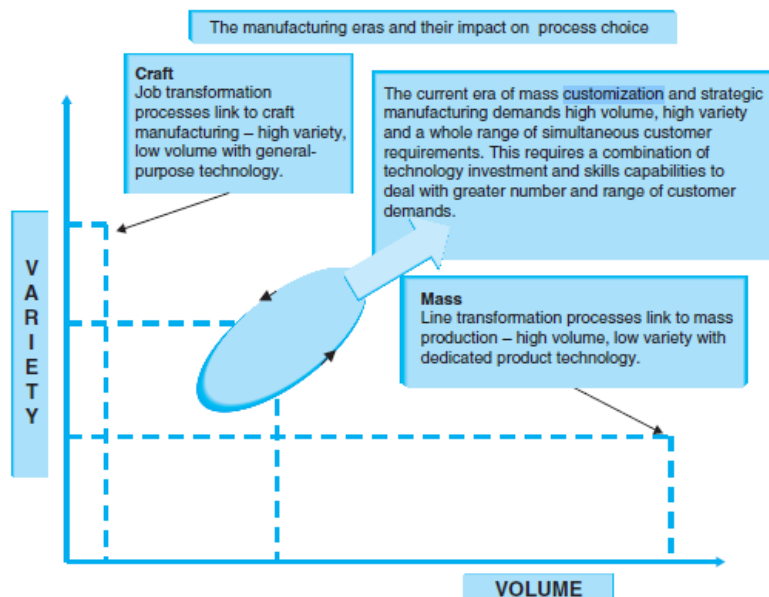 The manufacturing eras and their impact on process choice
Craft
Job transformation
processes link to craft
manufacturing – high variety,
low volume with general-
purpose technology.
The current era of mass customization and strategic
manufacturing demands high volume, high variety
and a whole range of simultaneous customer
requirements. This requires a combination of
technology investment and skills capabilities to
deal with greater number and range of customer
demands.
VARIETY
Mass
Line transformation processes link to mass
production – high volume, low variety with
dedicated product technology.
VOLUME